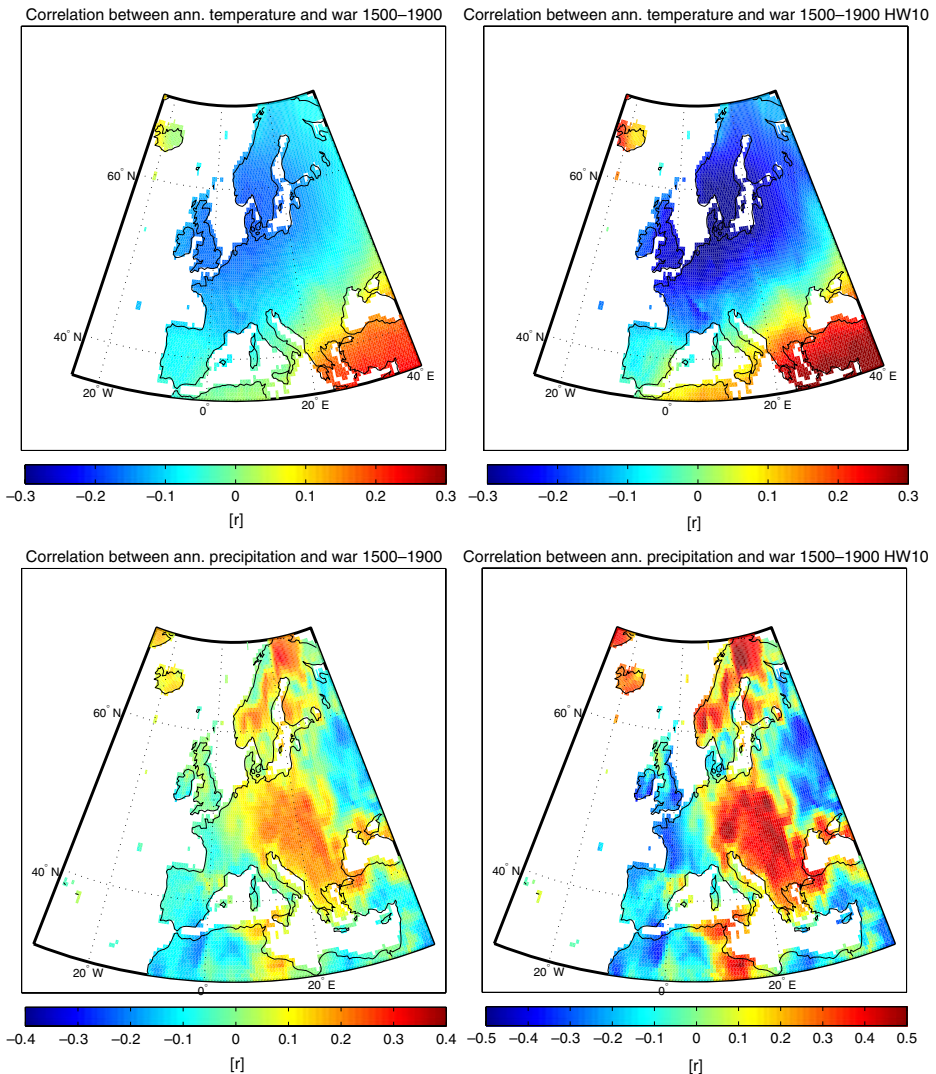 Correlation between ann. temperature and war 1500–1900
60° N
40° N
20° W
0°
20° E
40° E
–0.3 –0.2 –0.1 0 0.1 0.2 0.3
[r]
Correlation between ann. temperature and war 1500–1900 HW10
60° N
40° N
20° W
0°
20° E
40° E
–0.3 –0.2 –0.1 0 0.1 0.2 0.3
[r]
Correlation between ann. precipitation and war 1500–1900
60° N
40° N
20° W
0°
20° E
–0.4 –0.3 –0.2 –0.1 0 0.1 0.2 0.3 0.4
[r]
Correlation between ann. precipitation and war 1500–1900 HW10
60° N
40° N
20° W
0°
20° E
–0.5 –0.4 –0.3 –0.2 –0.1 0 0.1 0.2 0.3 0.4 0.5
[r]